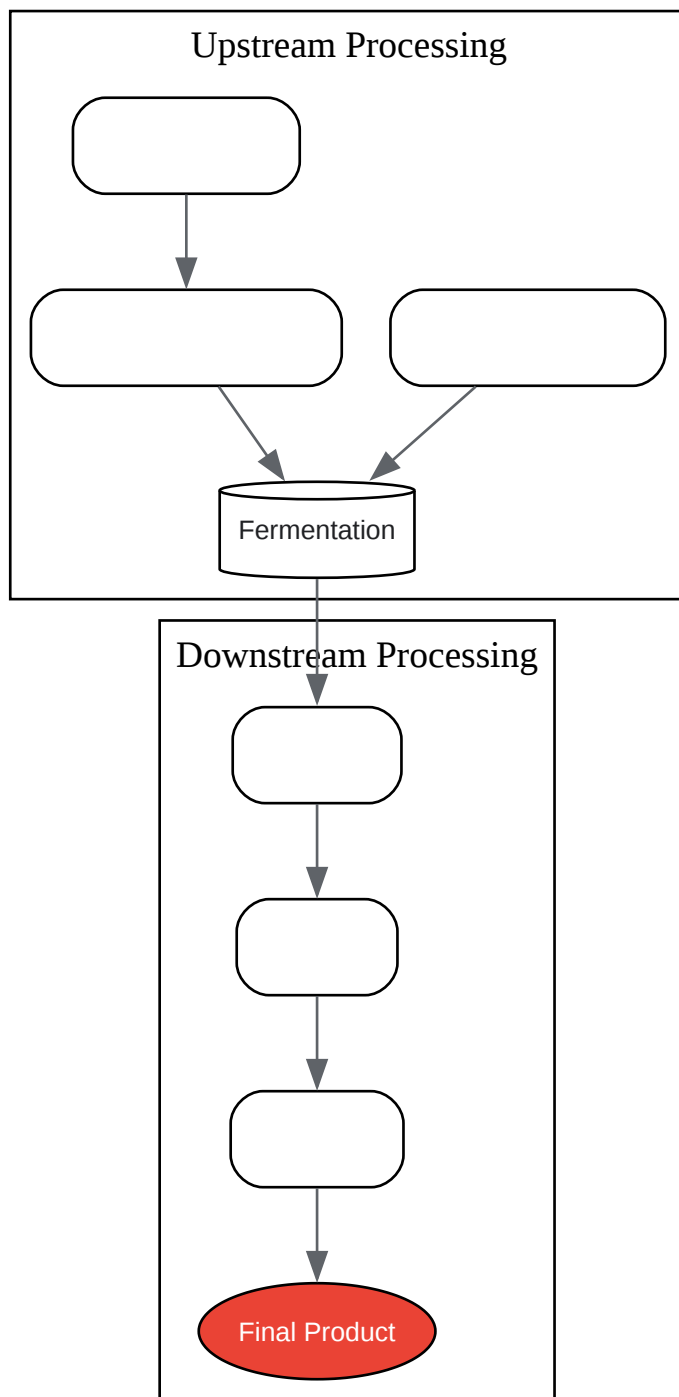 Upstream Processing
Fermentation
Downstream Processing
Final Product